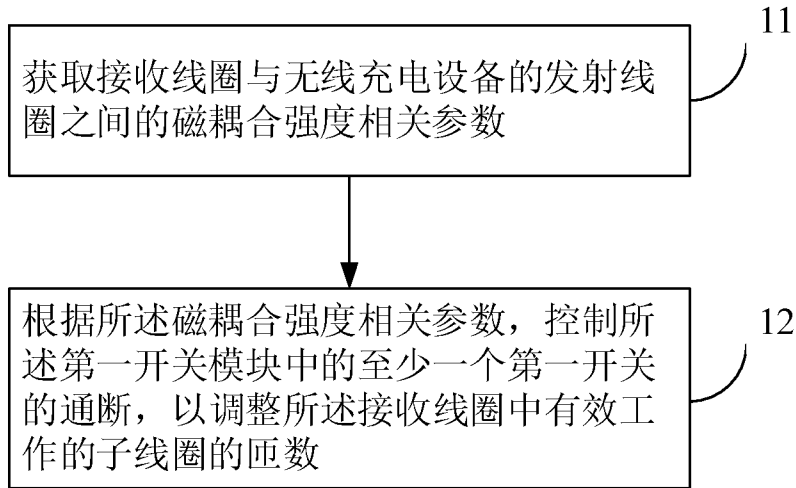 11
获取接收线圈与无线充电设备的发射线
圈之间的磁耦合强度相关参数
12
根据所述磁耦合强度相关参数，控制所
述第一开关模块中的至少一个第一开关
的通断，以调整所述接收线圈中有效工
作的子线圈的匝数